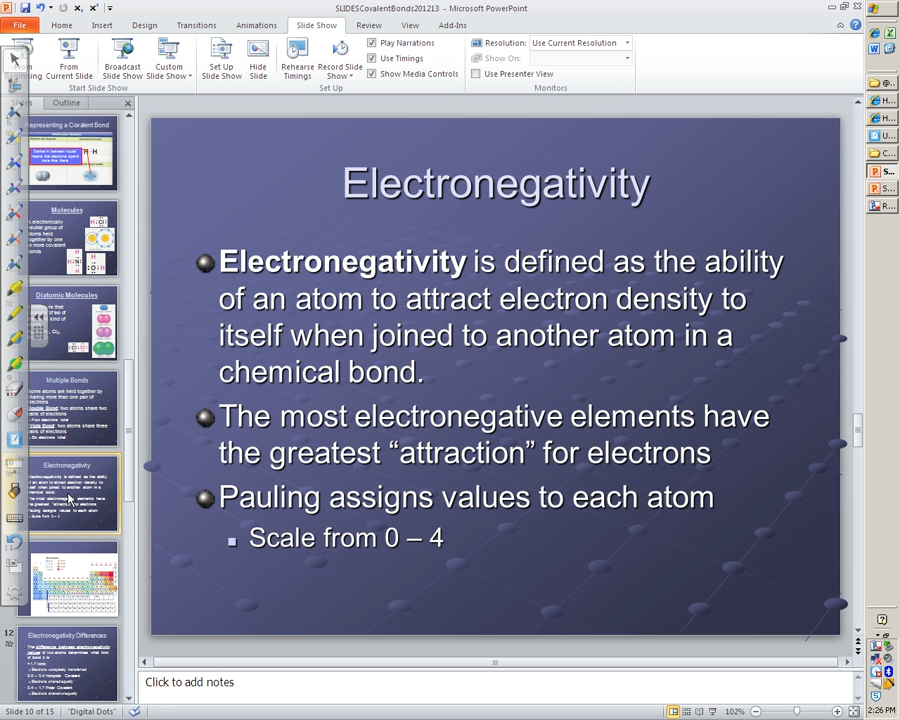 SLIDESCovalentBonds201213 - Microsoft PowerPoint
File Home Insert Design Transitions Animations Slide Show Review View Add-Ins
From Beginning
From Current Slide
Broadcast Slide Show
Custom Slide Show
Start Slide Show
Set Up Slide Show
Hide Slide
Rehearse Timings
Record Slide Show
Play Narrations
Use Timings
Show Media Controls
Set Up
Resolution: Use Current Resolution
Show On:
Use Presenter View
Monitors
Outline
Representing a Covalent Bond
Molecules
Diatomic Molecules
Multiple Bonds
Electronegativity
12
Electronegativity Differences
Electronegativity
Electronegativity is defined as the ability
of an atom to attract electron density to
itself when joined to another atom in a
chemical bond.
The most electronegative elements have
the greatest “attraction” for electrons
Pauling assigns values to each atom
Scale from 0 – 4
Click to add notes
Slide 10 of 15 "Digital Dots" 102%
@...
H...
H...
U...
C...
S...
S...
R...
2:26 PM